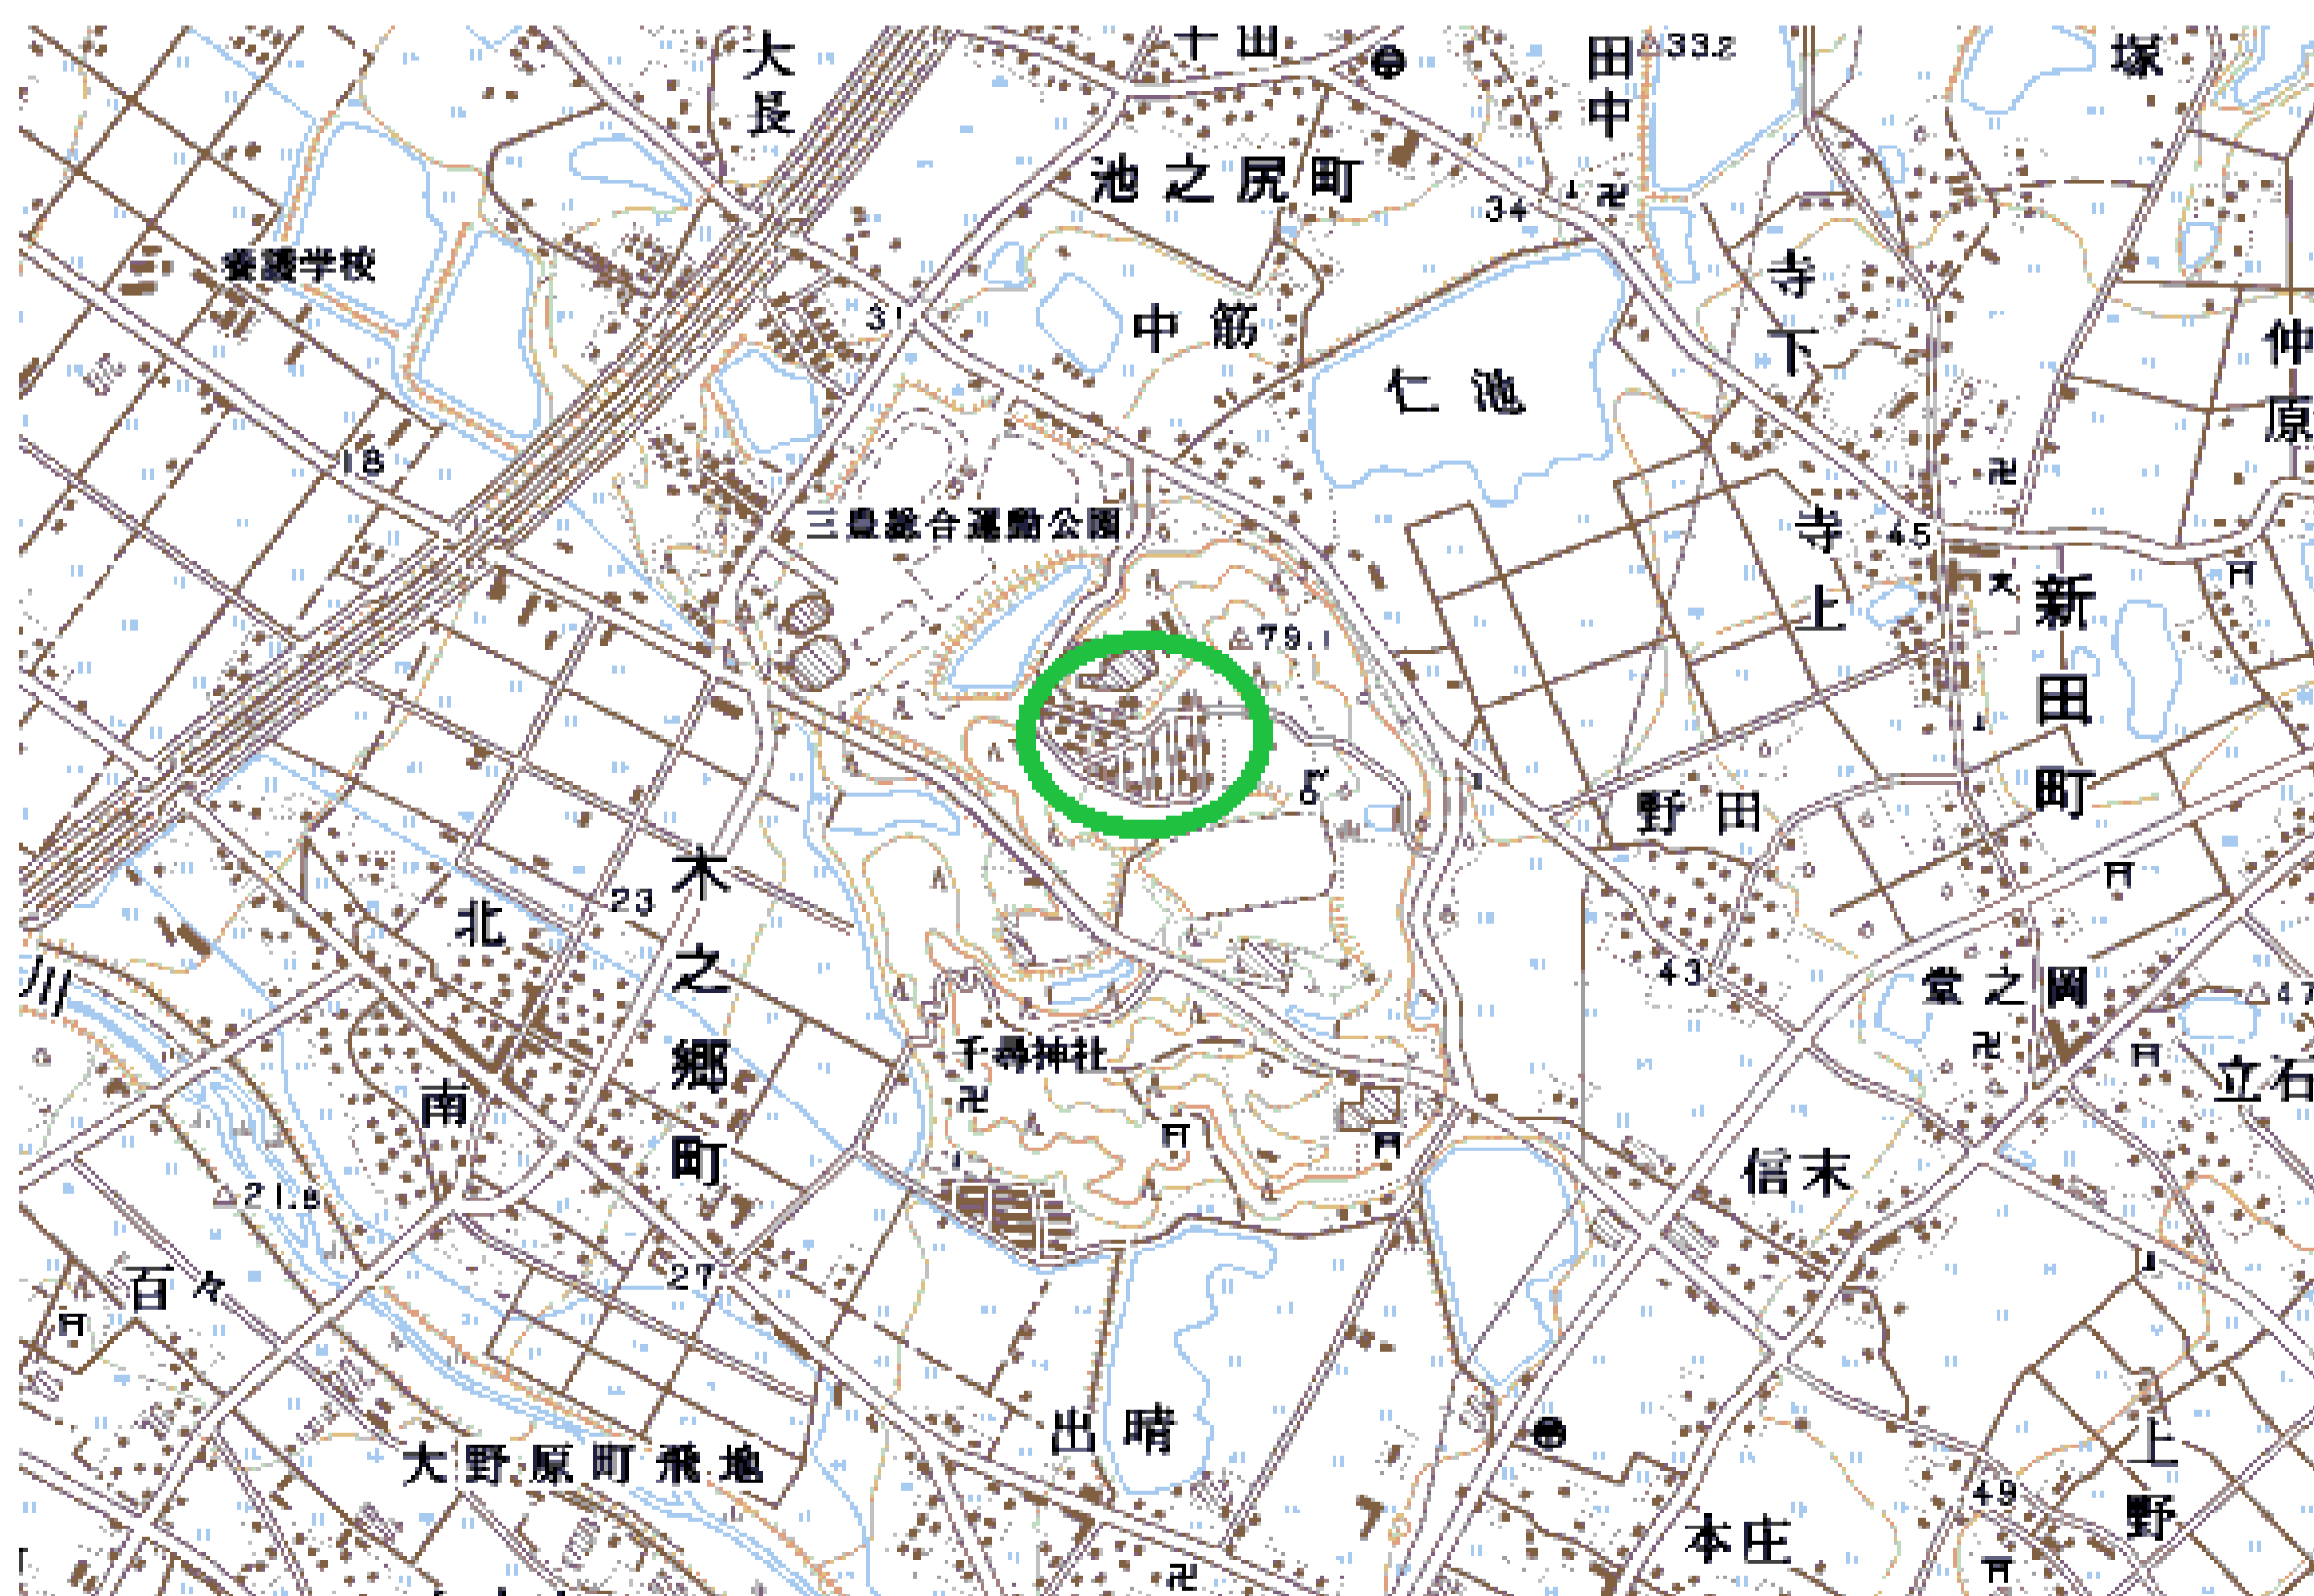 大
長
田
中
33.2
塚
池之尻町
34
養護学校
31
中筋
仁池
寺
下
仲
原
18
三豊総合運動公園
寺
上
45
新
田
町
79.1
野田
木
之
郷
町
23
北
43
堂之岡
47
川
千尋神社
南
立石
信末
21.8
27
百々
出晴
大野原町飛地
上
野
49
本庄